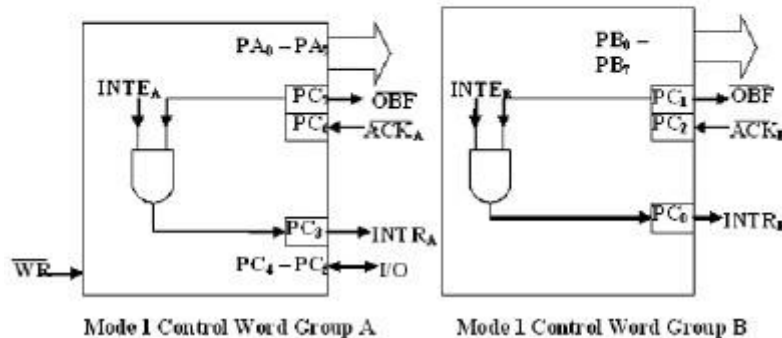 PA₀ – PA₇
INTEA
PC₇
OBF
PC₆
ACKA
PC₃
INTRA
WR
PC₄ – PC₅
I/O
Mode 1 Control Word Group A
PB₀ –
PB₇
INTEB
PC₁
OBF
PC₂
ACKB
PC₀
INTRB
Mode 1 Control Word Group B